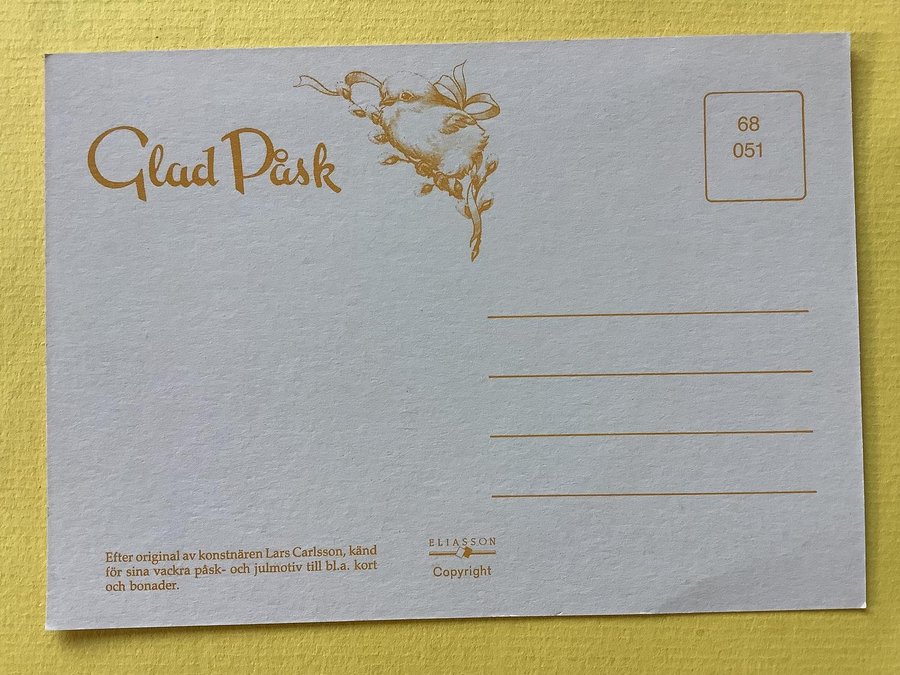 Glad Påsk
68
051
Efter original av konstnären Lars Carlsson, känd
för sina vackra påsk- och julmotiv till bl.a. kort
och bonader.
ELIASSON
Copyright